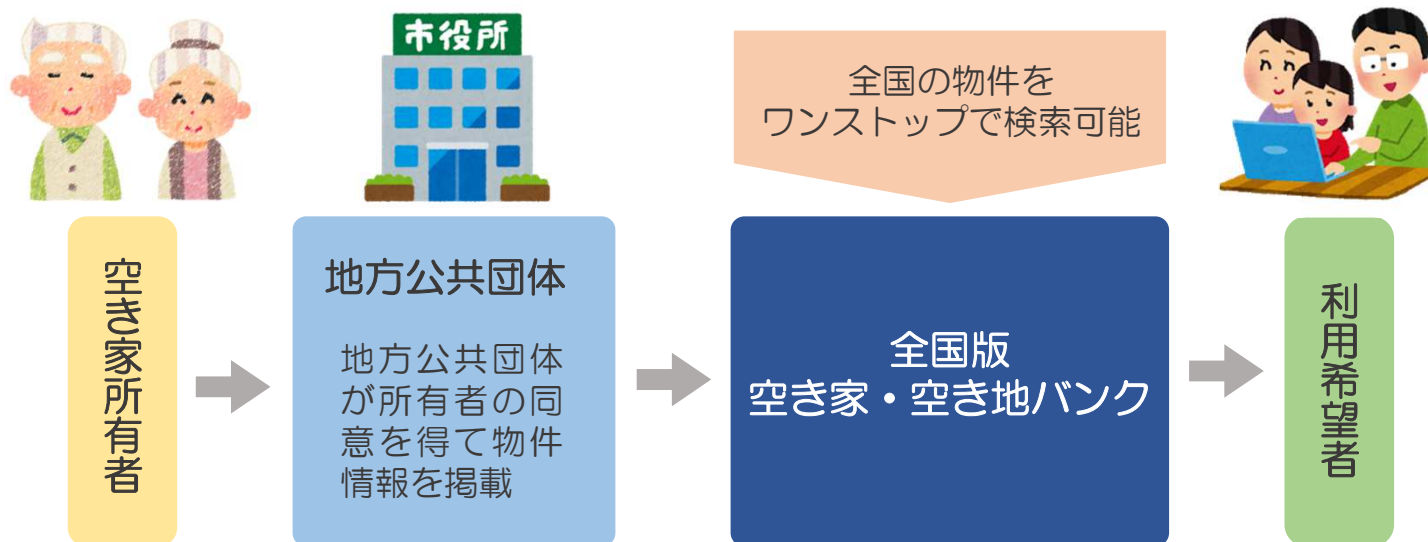 市役所
全国の物件を
ワンストップで検索可能
空き家所有者
地方公共団体
地方公共団体
が所有者の同
意を得て物件
情報を掲載
全国版
空き家・空き地バンク
利用希望者